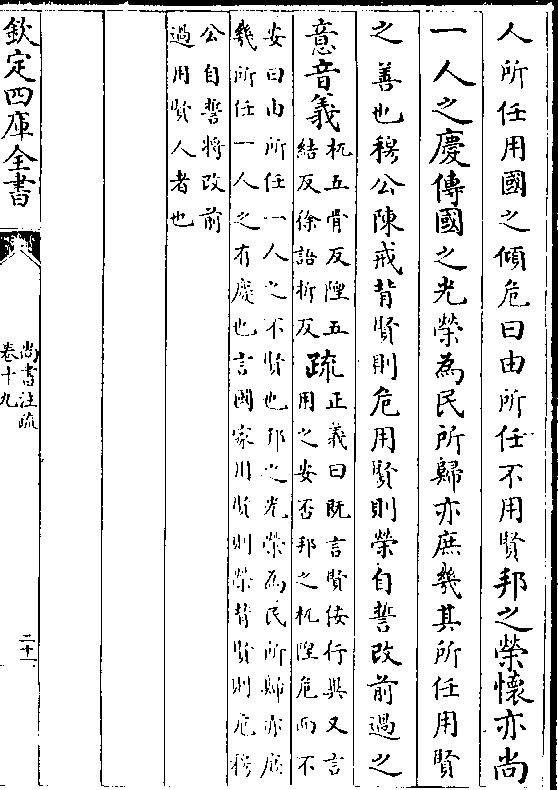 人所任用國之傾危曰由所任不用賢邦之榮懷亦尚
一人之慶傳國之光榮為民所歸亦庶幾其所任用賢
之善也穆公陳戒背賢則危用賢則榮自誓改前過之
意音義杌五骨反隉五
結反徐語折反
疏正義曰既言賢佞行異又言
用之安否邦之杌隉危而不
安曰由所任一人之不賢也邦之光榮為民所歸亦庶
幾所任一人之有慶也言國家用賢則榮背賢則危穆
公自誓將改前
過用賢人者也
欽定四庫全書
尚書注疏
卷十九
二十一